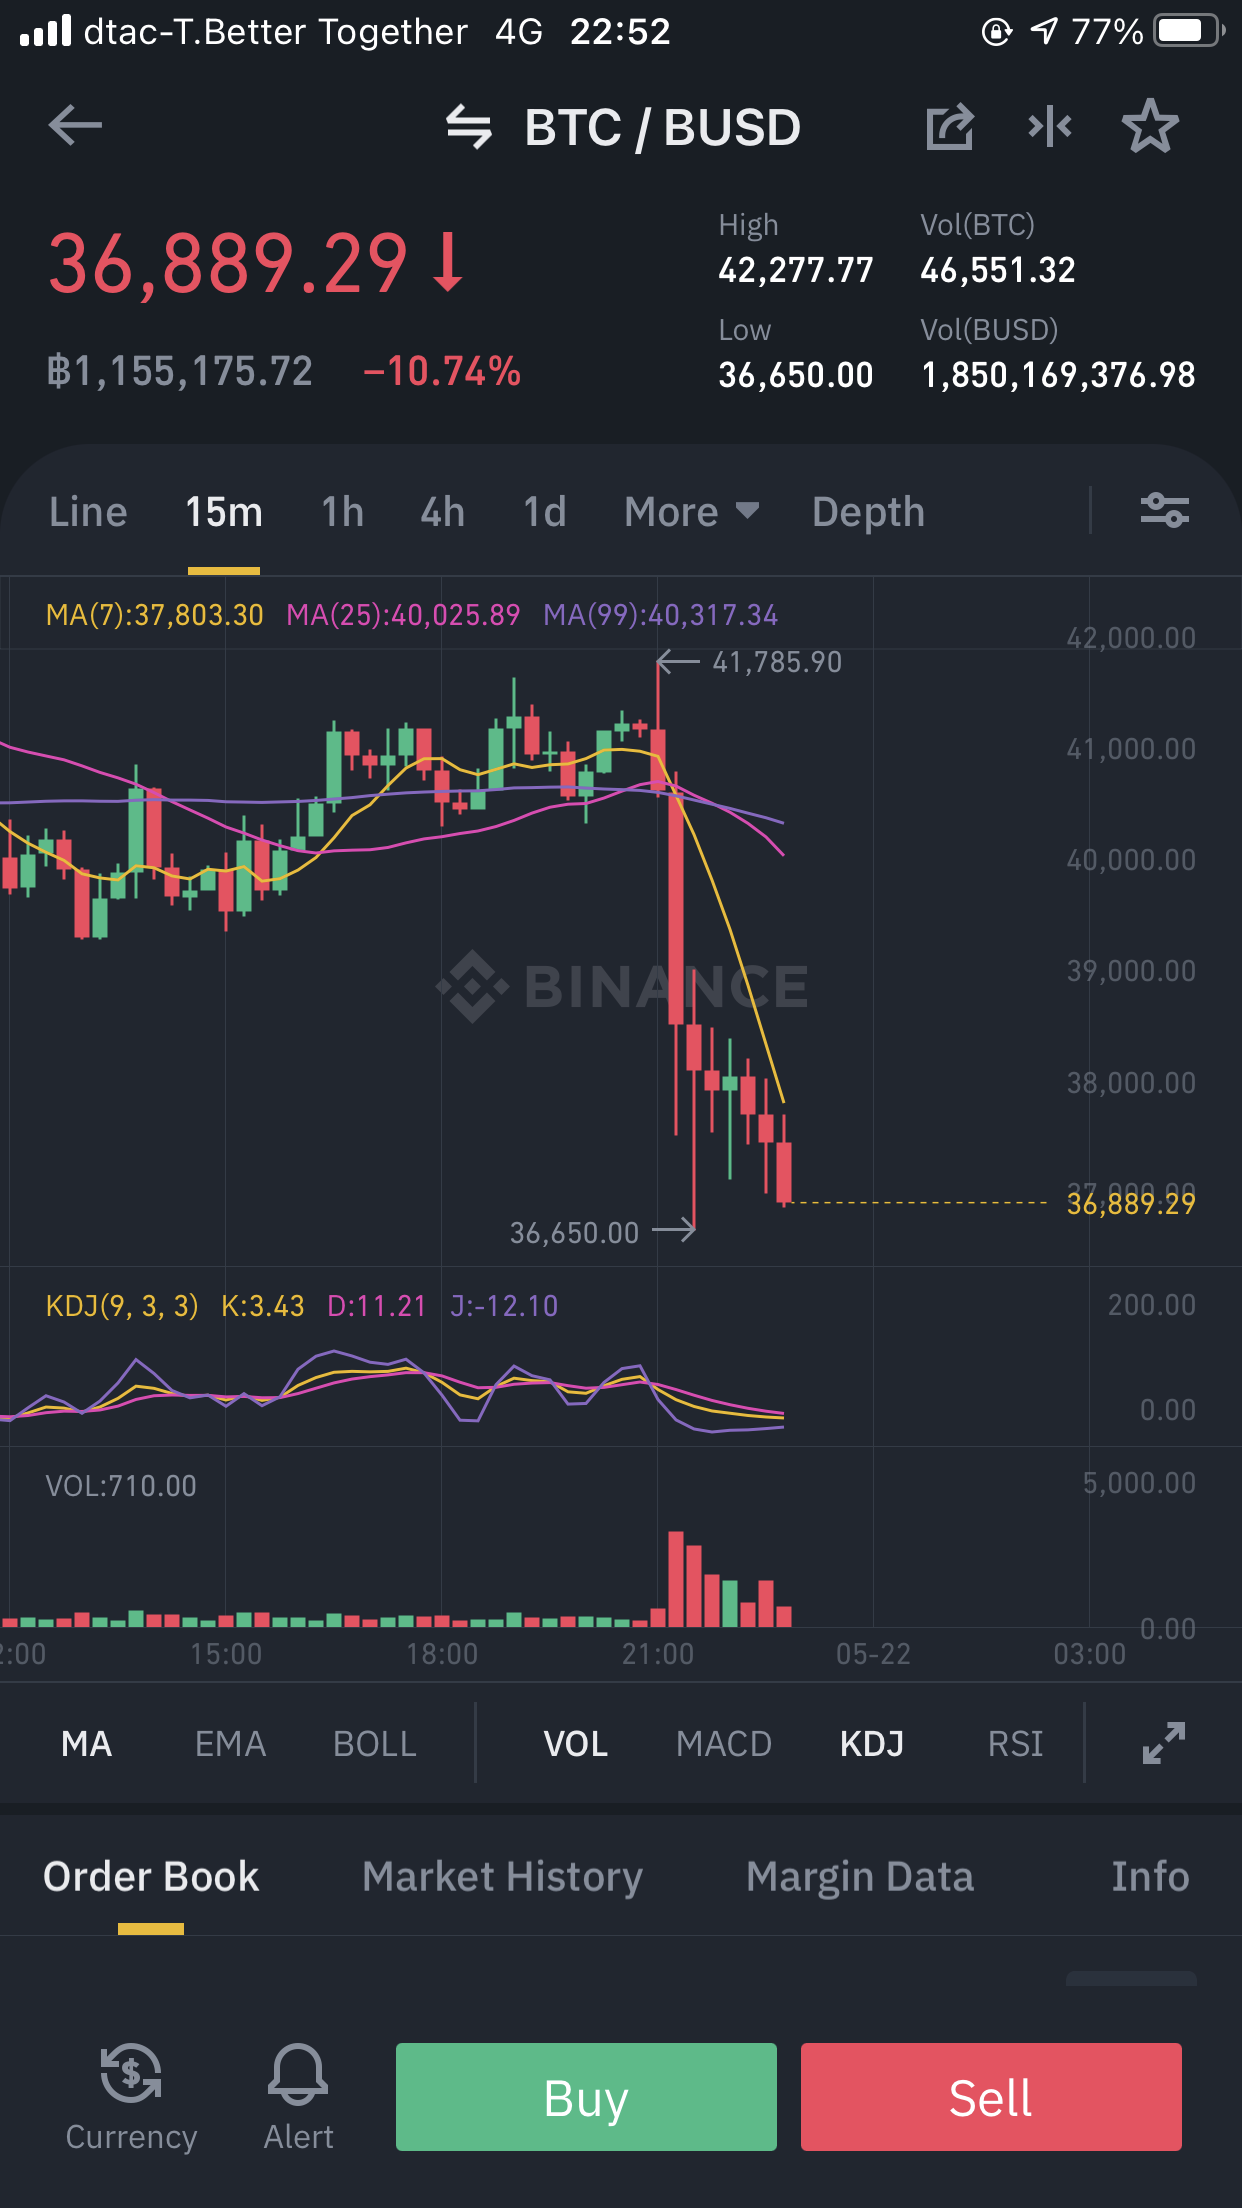 dtac-T.Better Together 4G 22:52 77%
BTC / BUSD
36,889.29
฿1,155,175.72 −10.74%
High
42,277.77
Vol(BTC)
46,551.32
Low
36,650.00
Vol(BUSD)
1,850,169,376.98
Line 15m 1h 4h 1d More Depth
MA(7):37,803.30 MA(25):40,025.89 MA(99):40,317.34
42,000.00
41,785.90
41,000.00
40,000.00
39,000.00
BINANCE
38,000.00
37,000.00
36,889.29
36,650.00
KDJ(9, 3, 3) K:3.43 D:11.21 J:-12.10
200.00
0.00
VOL:710.00
5,000.00
0.00
2:00 15:00 18:00 21:00 05-22 03:00
MA EMA BOLL VOL MACD KDJ RSI
Order Book Market History Margin Data Info
Currency Alert Buy Sell